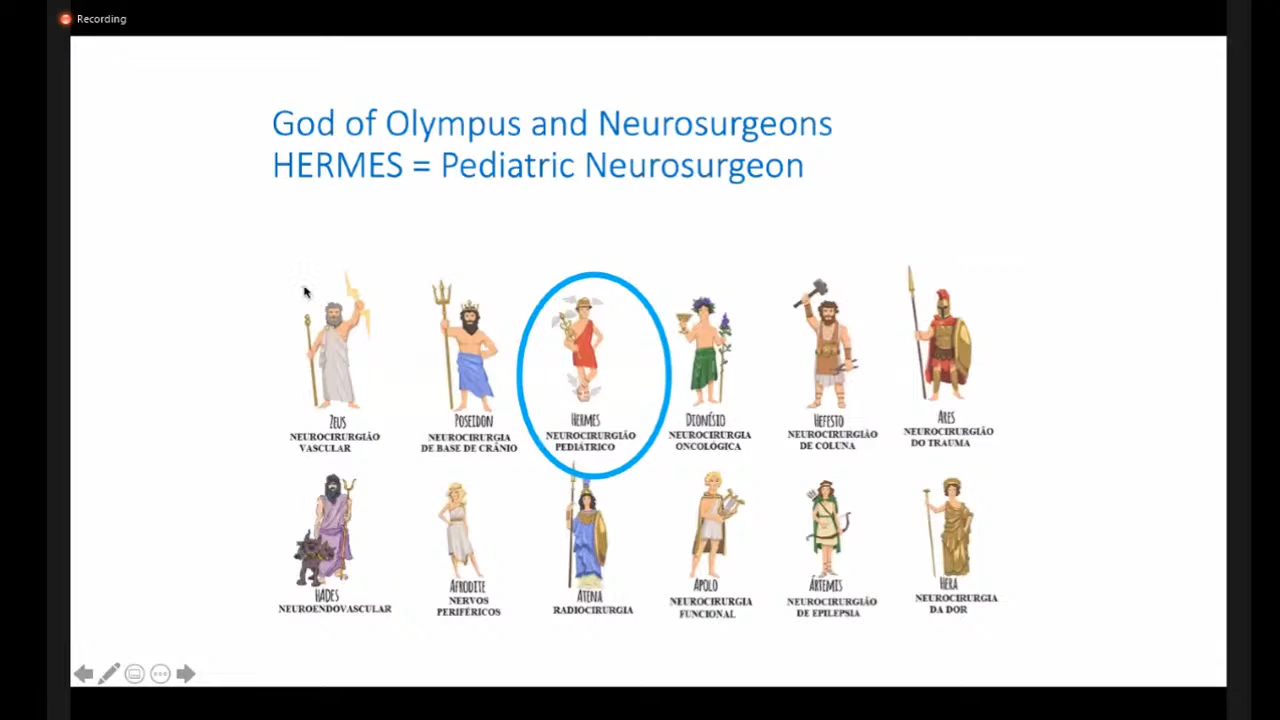 Recording
God of Olympus and Neurosurgeons
HERMES = Pediatric Neurosurgeon
ZEUS
NEUROCIRURGIÃO
VASCULAR
POSEIDON
NEUROCIRURGIA
DE BASE DE CRÂNIO
HERMES
NEUROCIRURGIÃO
PEDIÁTRICO
DIONÍSIO
NEUROCIRURGIA
ONCOLÓGICA
HEFESTO
NEUROCIRURGIÃO
DE COLUNA
ARES
NEUROCIRURGIÃO
DO TRAUMA
HADES
NEUROENDOVASCULAR
AFRODITE
NERVOS
PERIFÉRICOS
ATENA
RADIOCIRURGIA
APOLO
NEUROCIRURGIA
FUNCIONAL
ÁRTEMIS
NEUROCIRURGIÃO
DE EPILEPSIA
HERA
NEUROCIRURGIA
DA DOR